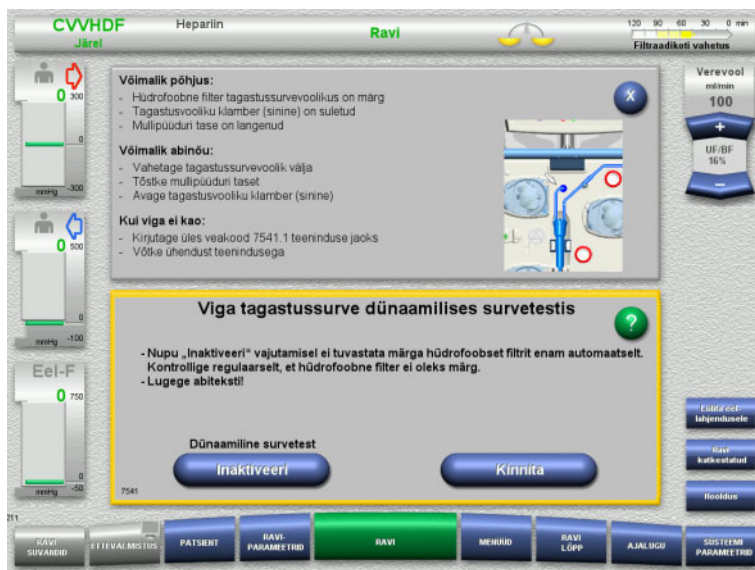 CVVHDF
Järel
Heparin
Ravi
120 90 60 30 0 min
Filtraadikoti vahetus
0
300
0
-300
mmHg
0
500
0
-100
mmHg
Eel-F
0
750
0
-50
mmHg
Võimalik põhjus:
- Hüdrofoobne filter tagastussurvevoolikus on märg
- Tagastusvooliku klamber (sinine) on suletud
- Mullipüüduri tase on langenud
Võimalik abinõu:
- Vahetage tagastussurvevoolik välja
- Tõstke mullipüüduri taset
- Avage tagastusvooliku klamber (sinine)
Kui viga ei kao:
- Kirjutage üles veakood 7541.1 teeninduse jaoks
- Võtke ühendust teenindusega
X
Viga tagastussurve dünaamilises survetestis
?
- Nupu „Inaktiveeri“ vajutamisel ei tuvastata märga hüdrofoobset filtrit enam automaatselt.
Kontrollige regulaarselt, et hüdrofoobne filter ei oleks märg.
- Lugege abiteksti!
Dünaamiline survetest
Inaktiveeri
Kinnita
7541
Verevool
ml/min
100
+
UF/BF
16%
−
lahjendusele
Ravi
katkestatud
Hooldus
211
RAVI
SUVANDID
ETTEVALMISTUS
PATSIENT
RAVI-
PARAMEETRID
RAVI
MENÜÜD
RAVI
LÕPP
AJALUGU
SÜSTEEMI
PARAMEETRID